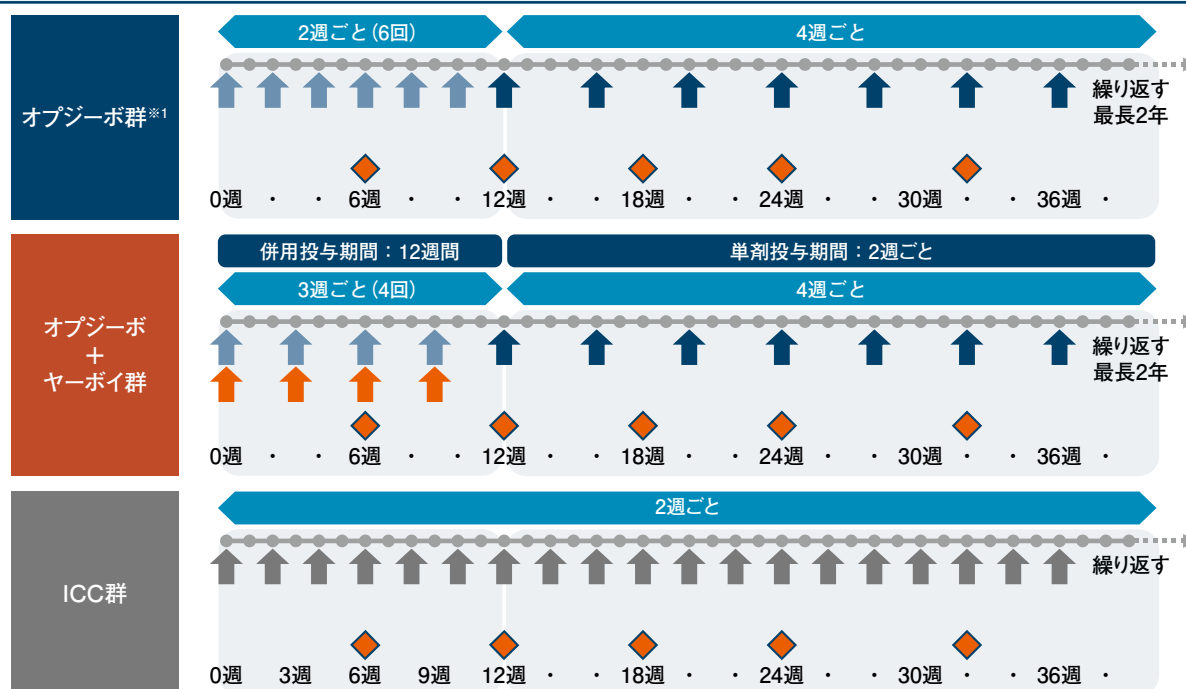 2週ごと(6回) 4週ごと
オプジーボ群※1
繰り返す
最長2年
0週 ・ ・ 6週 ・ ・ 12週 ・ ・ 18週 ・ ・ 24週 ・ ・ 30週 ・ ・ 36週 ・
併用投与期間：12週間 単剤投与期間：2週ごと
3週ごと(4回) 4週ごと
オプジーボ
＋
ヤーボイ群
繰り返す
最長2年
0週 ・ ・ 6週 ・ ・ 12週 ・ ・ 18週 ・ ・ 24週 ・ ・ 30週 ・ ・ 36週 ・
2週ごと
ICC群
繰り返す
0週 3週 6週 9週 12週 ・ ・ 18週 ・ ・ 24週 ・ ・ 30週 ・ ・ 36週 ・